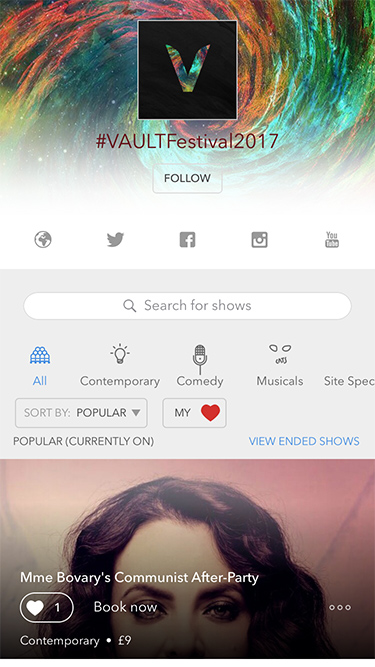 V
#VAULTFestival2017
FOLLOW
You
Tube
Search for shows
All Contemporary Comedy Musicals Site Spec
SORT BY: POPULAR MY
POPULAR (CURRENTLY ON) VIEW ENDED SHOWS
Mme Bovary's Communist After-Party
1 Book now
Contemporary • £9